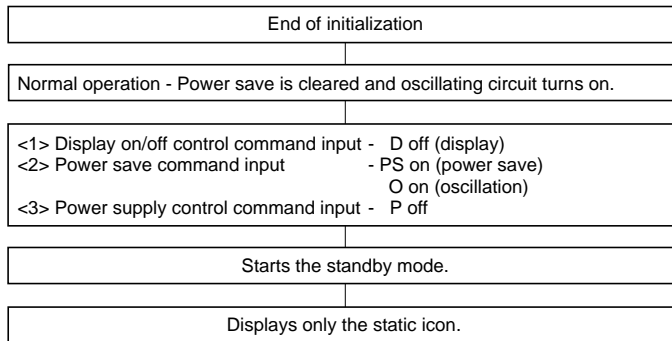 End of initialization
Normal operation - Power save is cleared and oscillating circuit turns on.
<1> Display on/off control command input - D off (display)
<2> Power save command input - PS on (power save)
O on (oscillation)
<3> Power supply control command input - P off
Starts the standby mode.
Displays only the static icon.